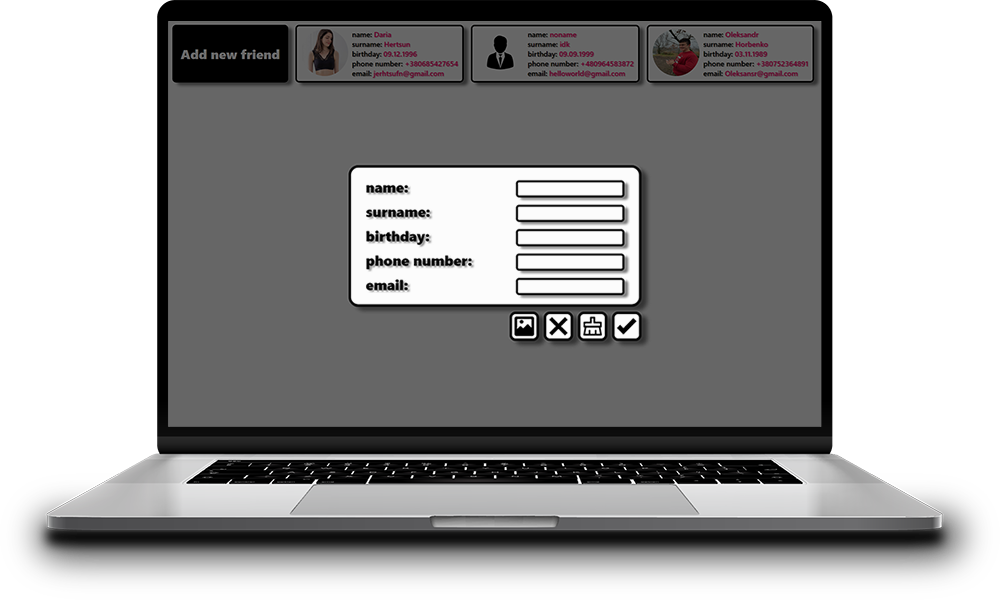 Add new friend
name: Daria
surname: Hertsun
birthday: 09.12.1996
phone number: +380685427654
email: jerhtsufn@gmail.com
name: noname
surname: idk
birthday: 09.09.1999
phone number: +380964583872
email: helloworld@gmail.com
name: Oleksandr
surname: Horbenko
birthday: 03.11.1989
phone number: +380752364891
email: Oleksansr@gmail.com
name:
surname:
birthday:
phone number:
email: